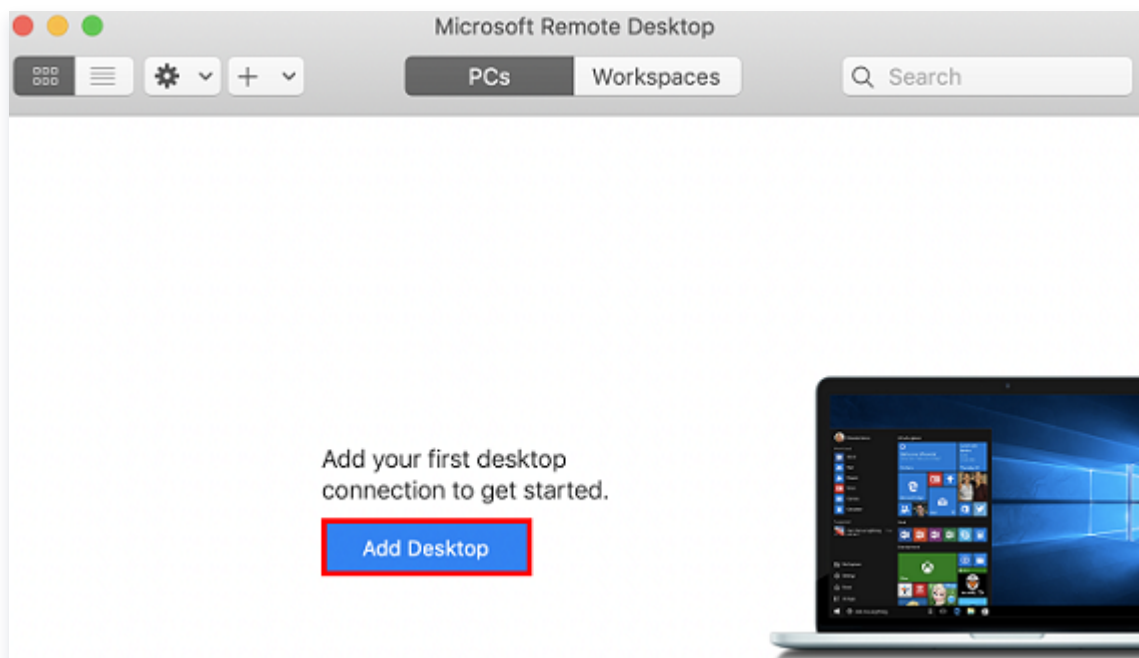 Microsoft Remote Desktop
PCs
Workspaces
Search
Add your first desktop
connection to get started.
Add Desktop